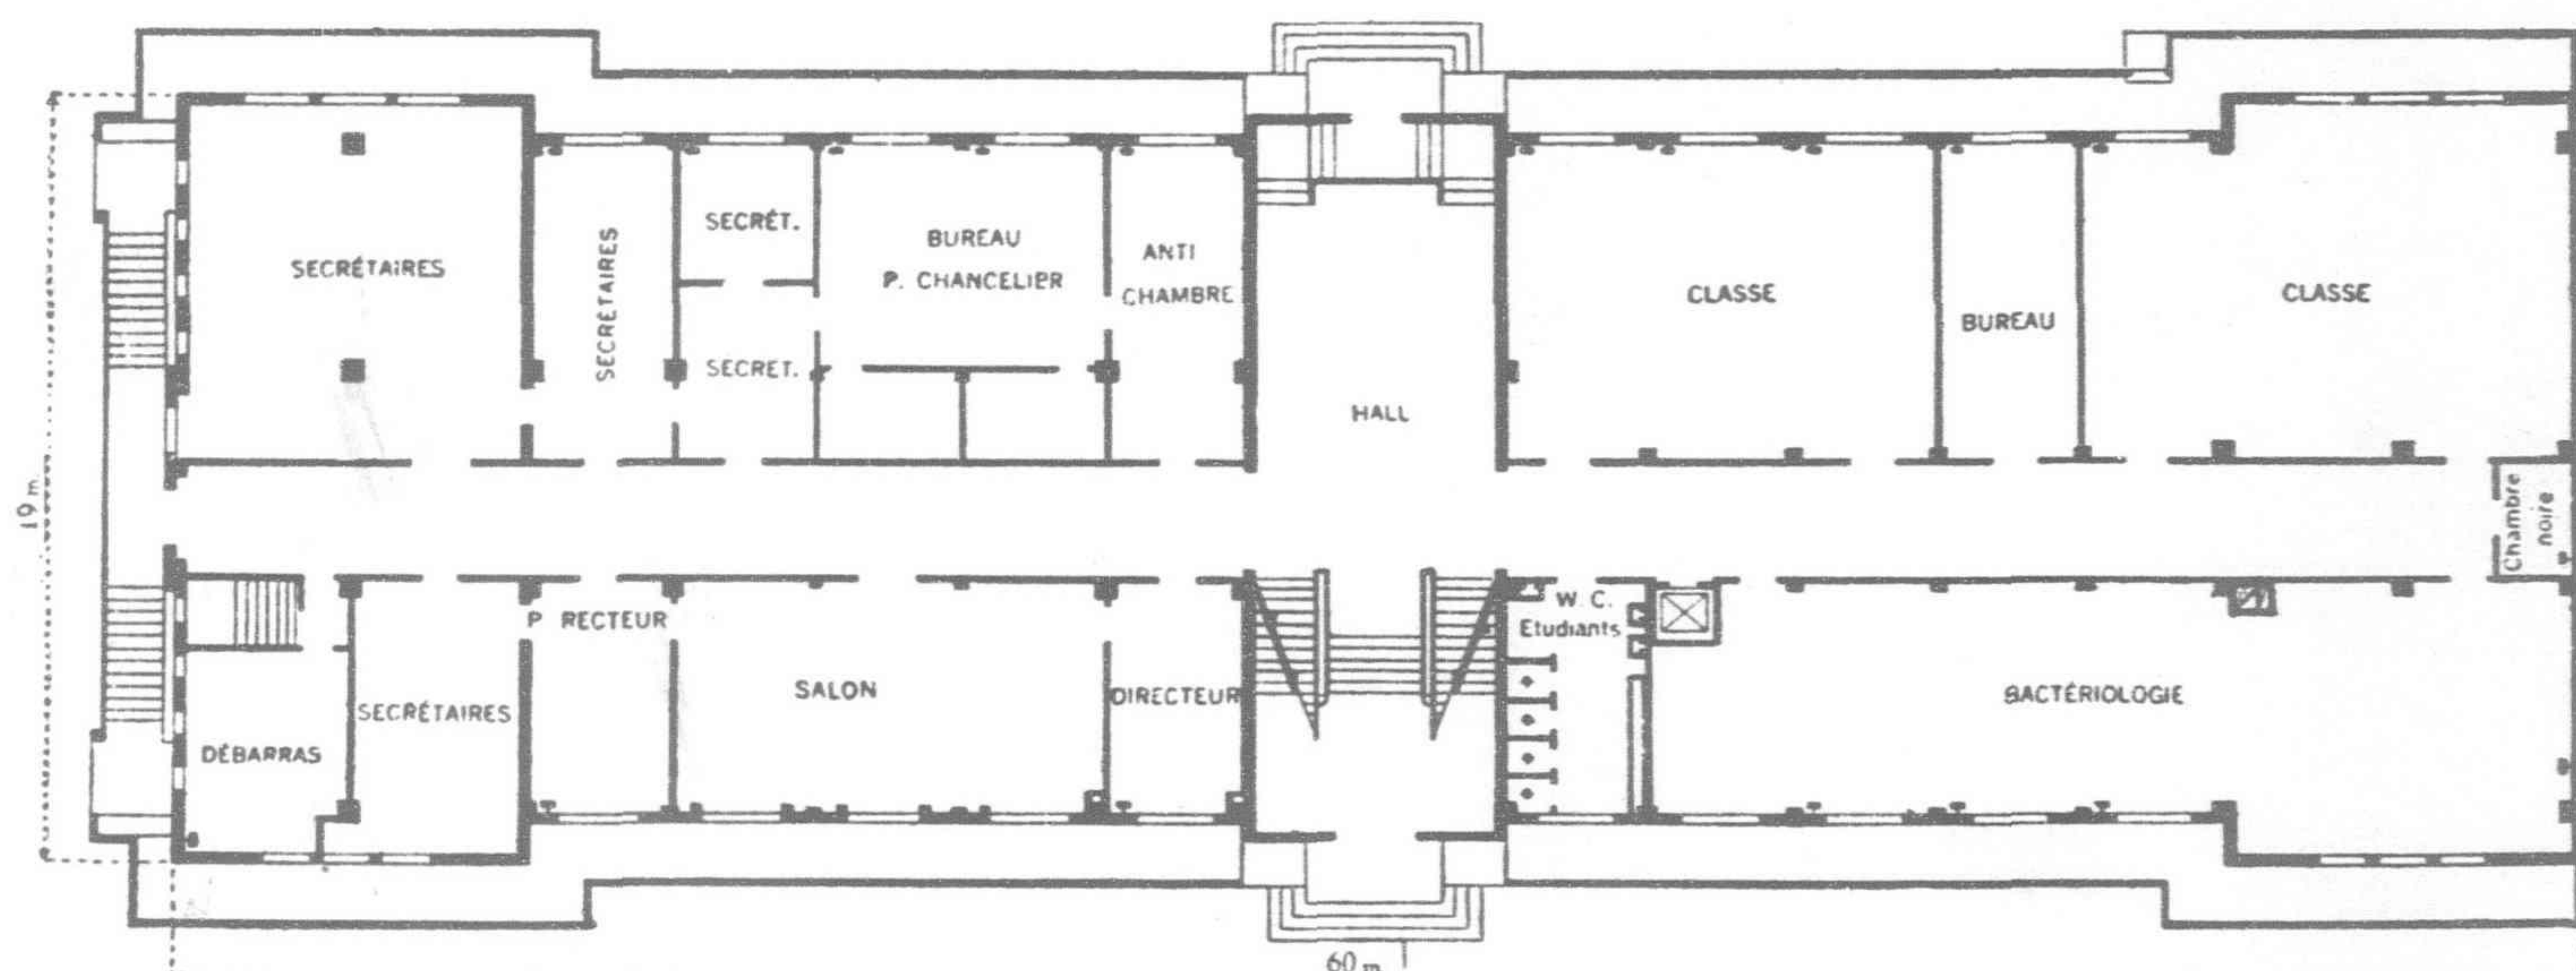 SECRÉTAIRES
SECRÉTAIRES
SECRÉT.
SECRET.
BUREAU
P. CHANCELIER
ANTI
CHAMBRE
HALL
CLASSE
BUREAU
CLASSE
19 m.
Chambre
noire
DÉBARRAS
SECRÉTAIRES
P RECTEUR
SALON
DIRECTEUR
W. C.
Etudiants
BACTÉRIOLOGIE
60 m